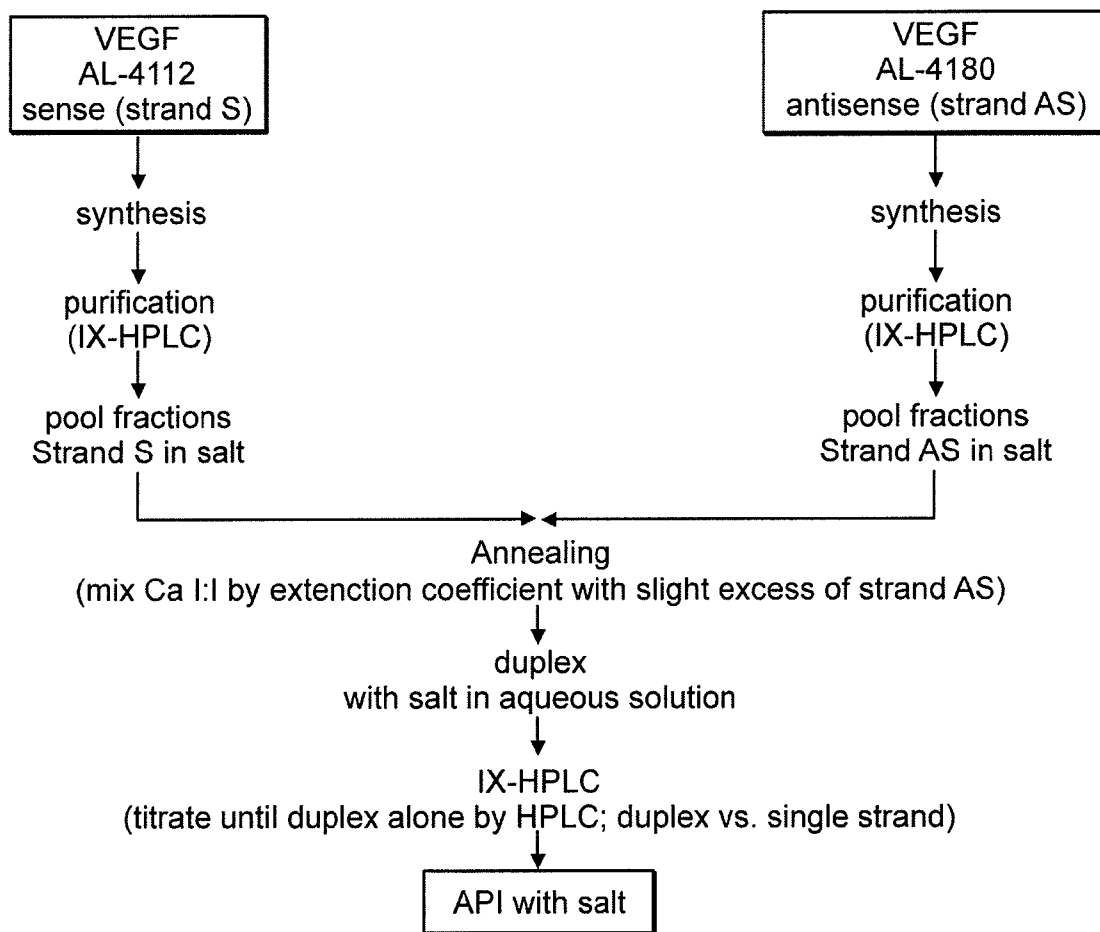 VEGF
AL-4112
sense (strand S)
VEGF
AL-4180
antisense (strand AS)
synthesis
synthesis
purification
(IX-HPLC)
purification
(IX-HPLC)
pool fractions
Strand S in salt
pool fractions
Strand AS in salt
Annealing
(mix Ca I:I by extenction coefficient with slight excess of strand AS)
duplex
with salt in aqueous solution
IX-HPLC
(titrate until duplex alone by HPLC; duplex vs. single strand)
API with salt